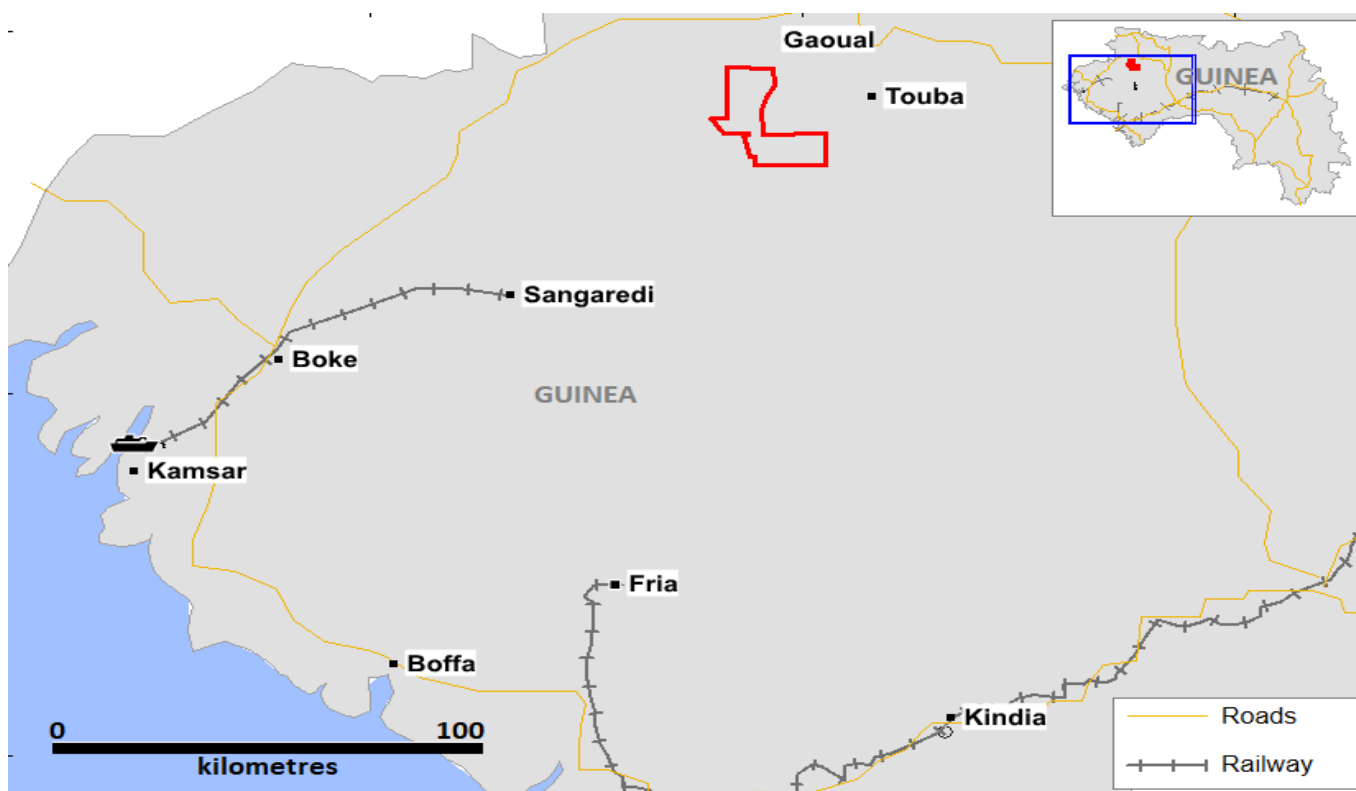 Gaoual
GUINEA
Touba
Sangaredi
Boke
GUINEA
Kamsar
Fria
Boffa
Kindia
0 100
kilometres
Roads
Railway